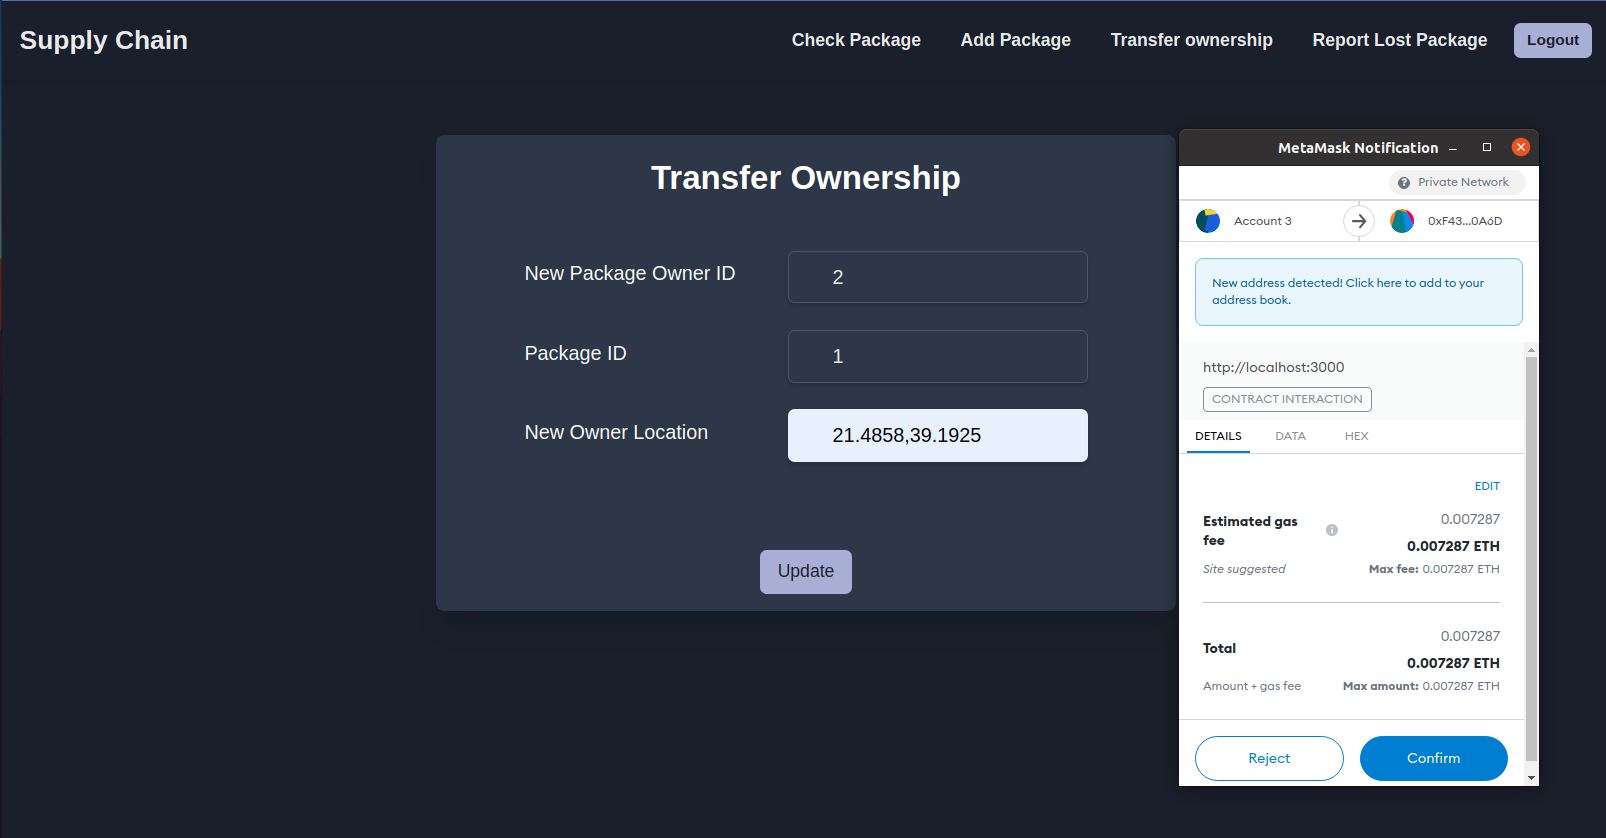 Supply Chain
Check Package
Add Package
Transfer ownership
Report Lost Package
Logout
Transfer Ownership
New Package Owner ID
2
Package ID
1
New Owner Location
21.4858,39.1925
Update
MetaMask Notification
Private Network
Account 3
0xF43...0A6D
New address detected! Click here to add to your
address book.
http://localhost:3000
CONTRACT INTERACTION
DETAILS
DATA
HEX
EDIT
Estimated gas
fee
0.007287
0.007287 ETH
Site suggested
Max fee: 0.007287 ETH
0.007287
Total
0.007287 ETH
Amount + gas fee
Max amount: 0.007287 ETH
Reject
Confirm